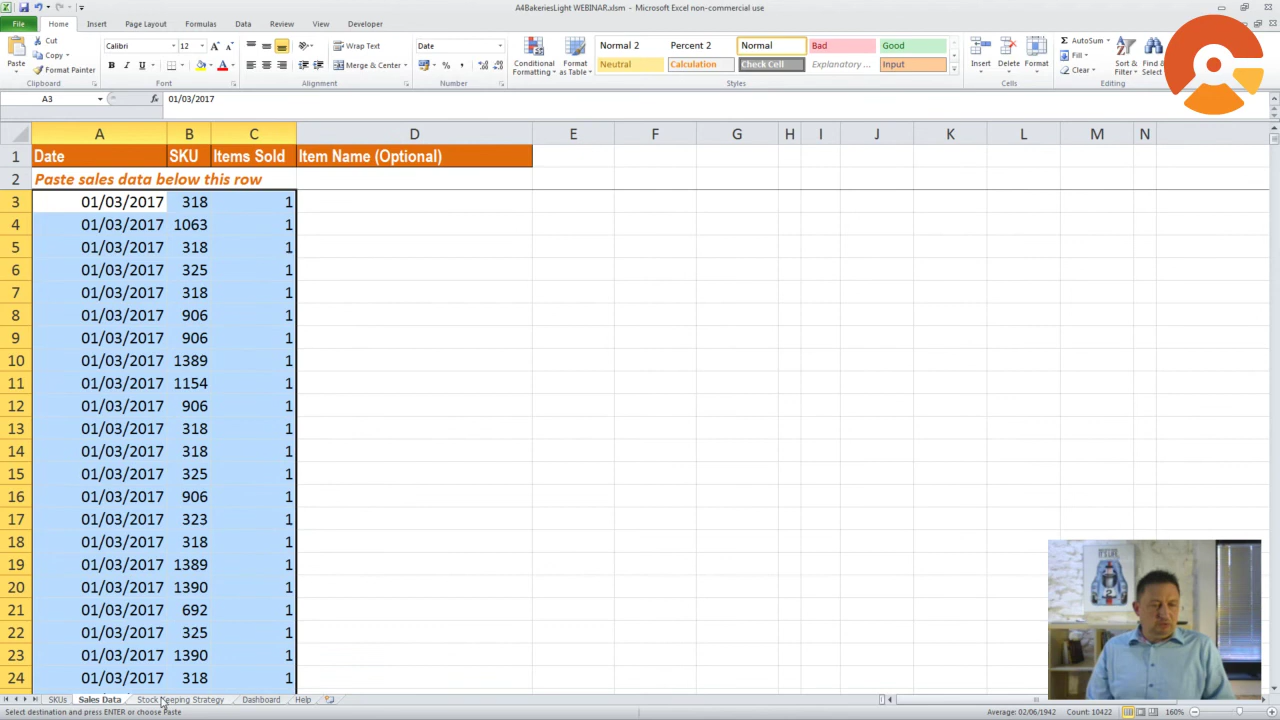 A4BakeriesLight WEBINAR.xlsm - Microsoft Excel non-commercial use
File Home Insert Page Layout Formulas Data Review View Developer
Cut
Copy
Format Painter
Paste
Clipboard
Calibri 12
Font
Wrap Text
Merge & Center
Alignment
Date
Number
Conditional Formatting
Format as Table
Normal 2 Percent 2 Normal Bad Good
Neutral Calculation Check Cell Explanatory ... Input
Styles
Insert Delete Format
Cells
AutoSum
Fill
Clear
Sort & Filter
Find & Select
Editing
A3 fx 01/03/2017
A B C D E F G H I J K L M N
1 Date SKU Items Sold Item Name (Optional)
2 Paste sales data below this row
3 01/03/2017 318 1
4 01/03/2017 1063 1
5 01/03/2017 318 1
6 01/03/2017 325 1
7 01/03/2017 318 1
8 01/03/2017 906 1
9 01/03/2017 906 1
10 01/03/2017 1389 1
11 01/03/2017 1154 1
12 01/03/2017 906 1
13 01/03/2017 318 1
14 01/03/2017 318 1
15 01/03/2017 325 1
16 01/03/2017 906 1
17 01/03/2017 323 1
18 01/03/2017 318 1
19 01/03/2017 1389 1
20 01/03/2017 1390 1
21 01/03/2017 692 1
22 01/03/2017 325 1
23 01/03/2017 1390 1
24 01/03/2017 318 1
SKUs Sales Data Stock Keeping Strategy Dashboard Help
Select destination and press ENTER or choose Paste Average: 02/06/1942 Count: 10422 160%